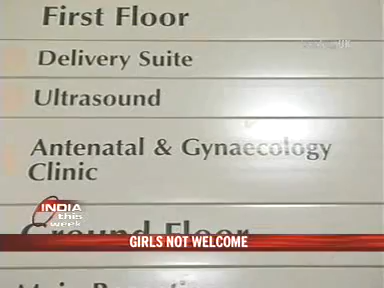 First Floor
Delivery Suite
Ultrasound
Antenatal & Gynaecology
Clinic
INDIA
this
week
Ground Floor
GIRLS NOT WELCOME